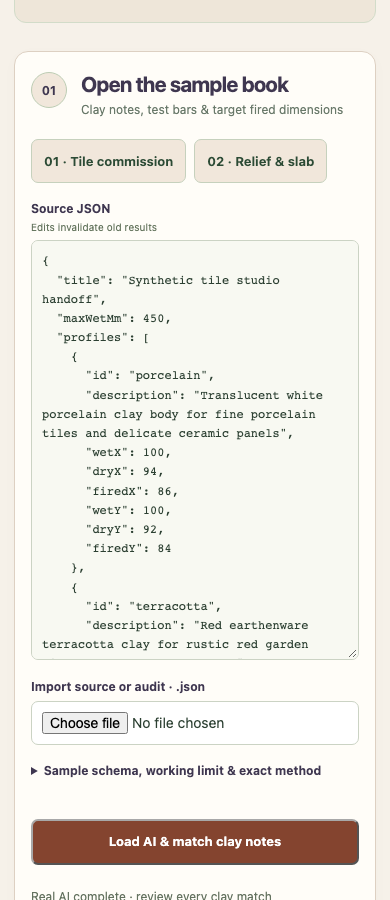 01
Open the sample book
Clay notes, test bars & target fired dimensions
01 · Tile commission
02 · Relief & slab
Source JSON
Edits invalidate old results
{
  "title": "Synthetic tile studio
handoff",
  "maxWetMm": 450,
  "profiles": [
    {
      "id": "porcelain",
      "description": "Translucent white
porcelain clay body for fine porcelain
tiles and delicate ceramic panels",
      "wetX": 100,
      "dryX": 94,
      "firedX": 86,
      "wetY": 100,
      "dryY": 92,
      "firedY": 84
    },
    {
      "id": "terracotta",
      "description": "Red earthenware
terracotta clay for rustic red garden
Import source or audit · .json
Choose file No file chosen
Sample schema, working limit & exact method
Load AI & match clay notes
Real AI complete · review every clay match